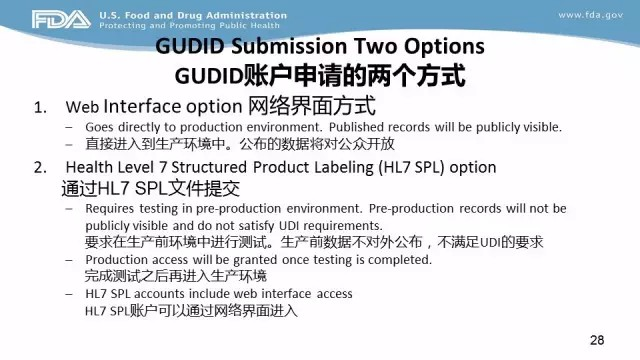 FDA U.S. Food and Drug Administration
Protecting and Promoting Public Health
www.fda.gov
GUDID Submission Two Options
GUDID账户申请的两个方式
1. Web Interface option 网络界面方式
– Goes directly to production environment. Published records will be publicly visible.
– 直接进入到生产环境中。公布的数据将对公众开放
2. Health Level 7 Structured Product Labeling (HL7 SPL) option
通过HL7 SPL文件提交
– Requires testing in pre-production environment. Pre-production records will not be
publicly visible and do not satisfy UDI requirements.
要求在生产前环境中进行测试。生产前数据不对外公布，不满足UDI的要求
– Production access will be granted once testing is completed.
完成测试之后再进入生产环境
– HL7 SPL accounts include web interface access
HL7 SPL账户可以通过网络界面进入
28